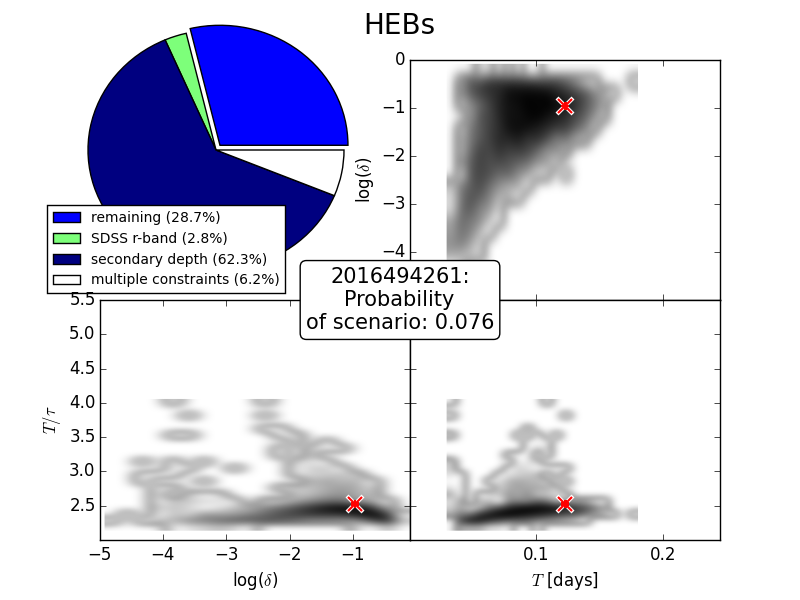 HEBs
remaining (28.7%)
SDSS r-band (2.8%)
secondary depth (62.3%)
multiple constraints (6.2%)
0
−1
−2
−3
−4
log(δ)
2016494261:
Probability
of scenario: 0.076
5.5
5.0
4.5
4.0
3.5
3.0
2.5
T/τ
−5 −4 −3 −2 −1
log(δ)
0.1 0.2
T [days]